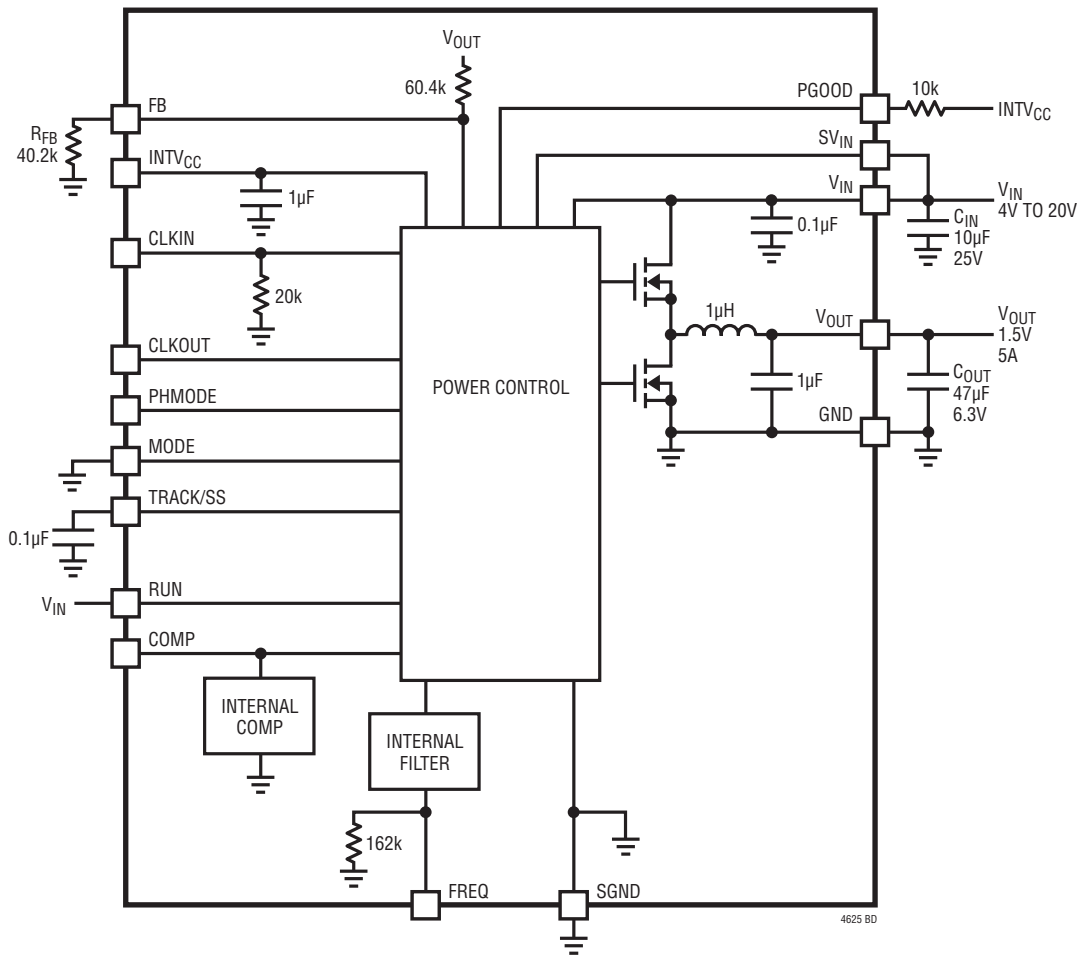 VOUT
60.4k
FB
RFB
40.2k
INTVCC
1µF
CLKIN
20k
CLKOUT
PHMODE
MODE
TRACK/SS
0.1µF
RUN
VIN
COMP
INTERNAL
COMP
POWER CONTROL
INTERNAL
FILTER
162k
FREQ
SGND
PGOOD
10k
INTVCC
SVIN
VIN
0.1µF
VIN
4V TO 20V
CIN
10µF
25V
1µH
VOUT
1µF
GND
VOUT
1.5V
5A
COUT
47µF
6.3V
4625 BD